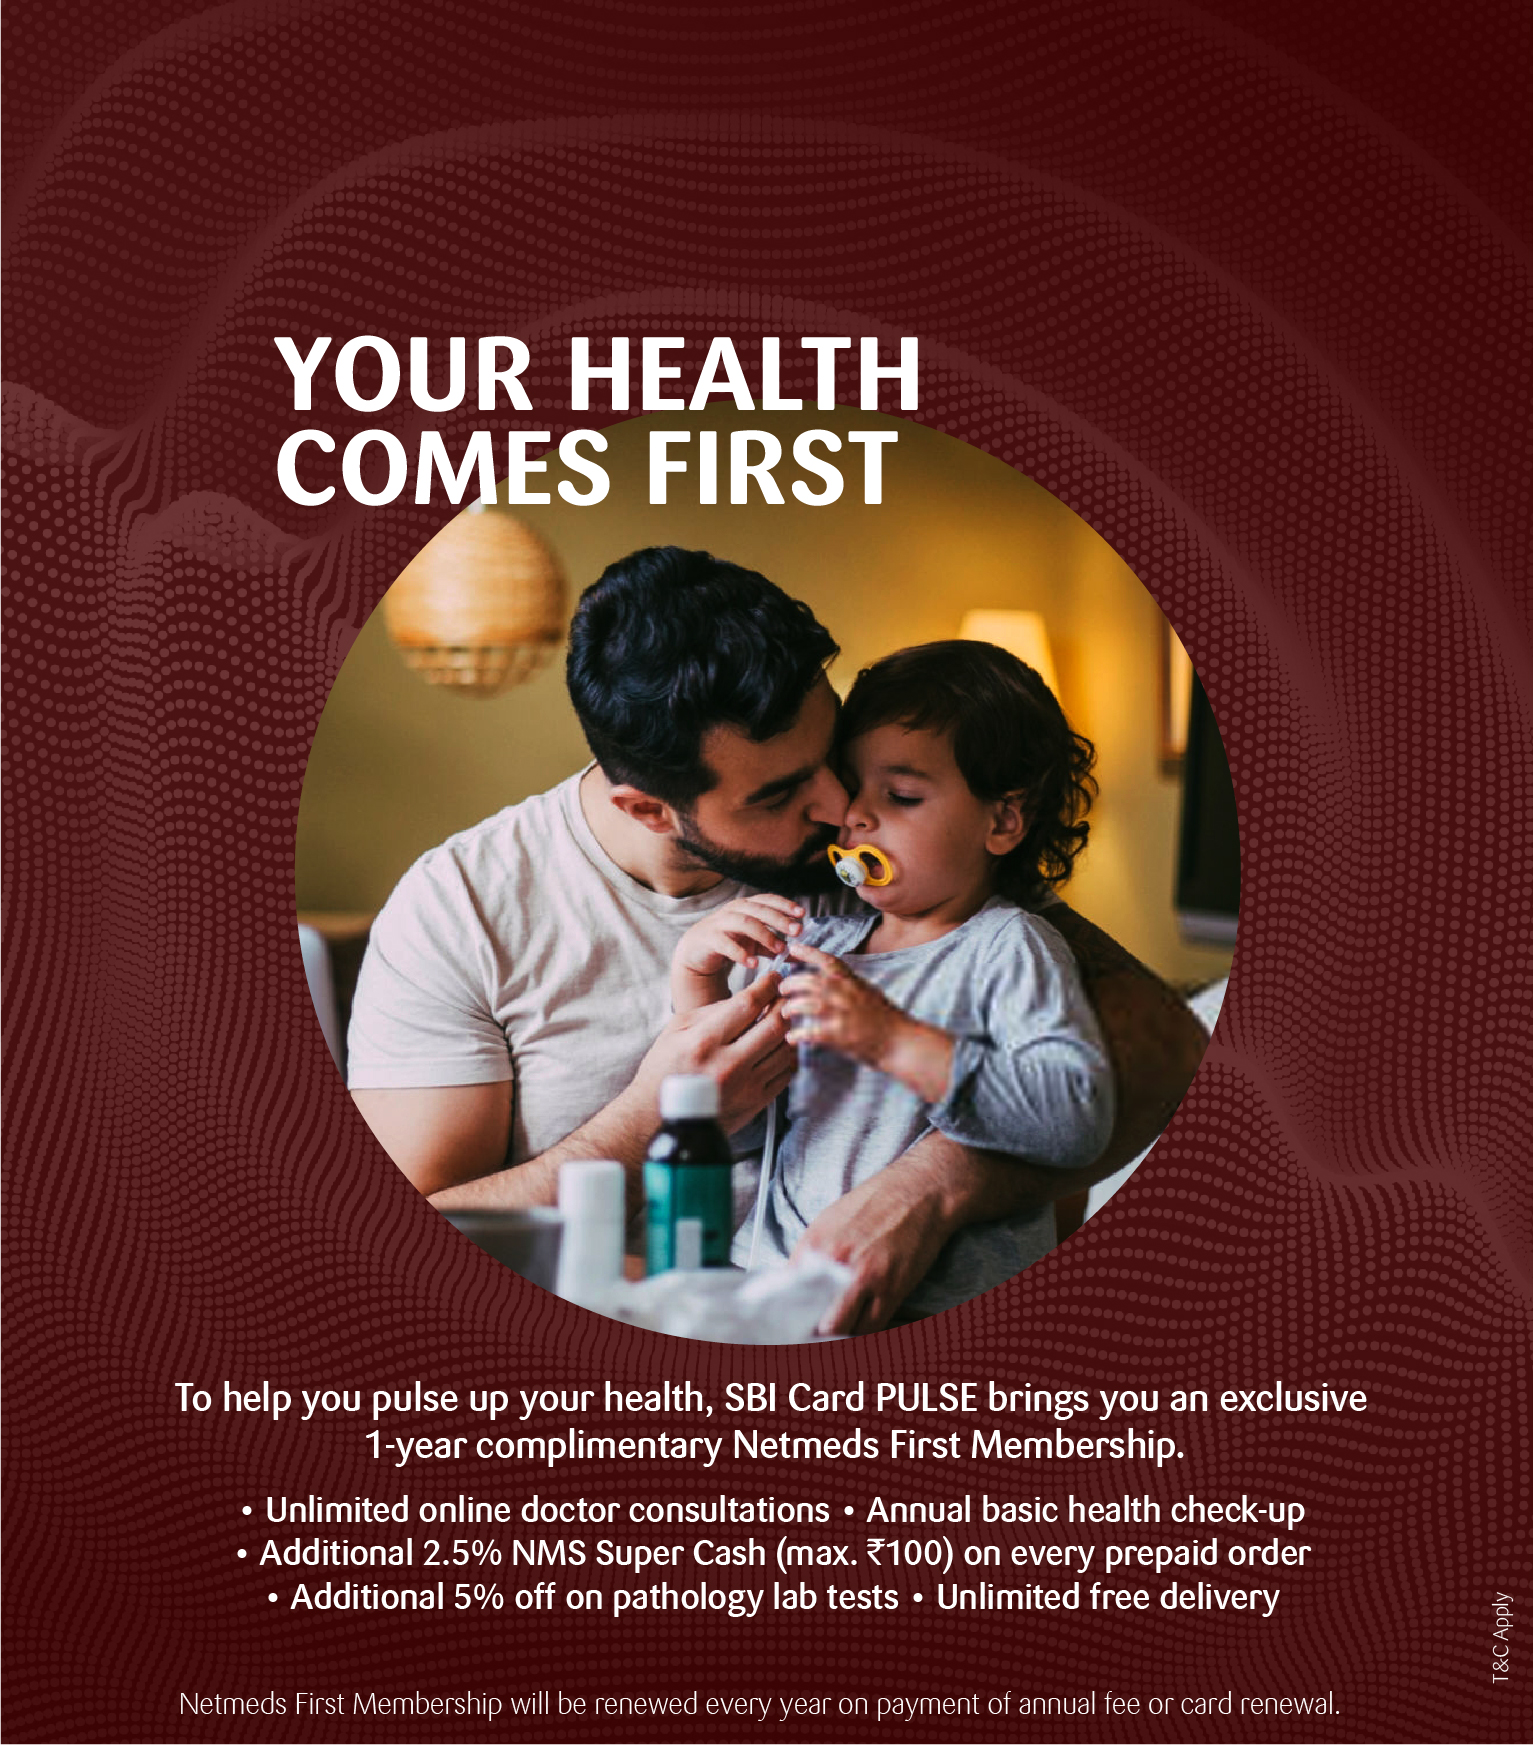 YOUR HEALTH
COMES FIRST
To help you pulse up your health, SBI Card PULSE brings you an exclusive
1-year complimentary Netmeds First Membership.
• Unlimited online doctor consultations • Annual basic health check-up
• Additional 2.5% NMS Super Cash (max. ₹100) on every prepaid order
• Additional 5% off on pathology lab tests • Unlimited free delivery
T&C Apply
Netmeds First Membership will be renewed every year on payment of annual fee or card renewal.